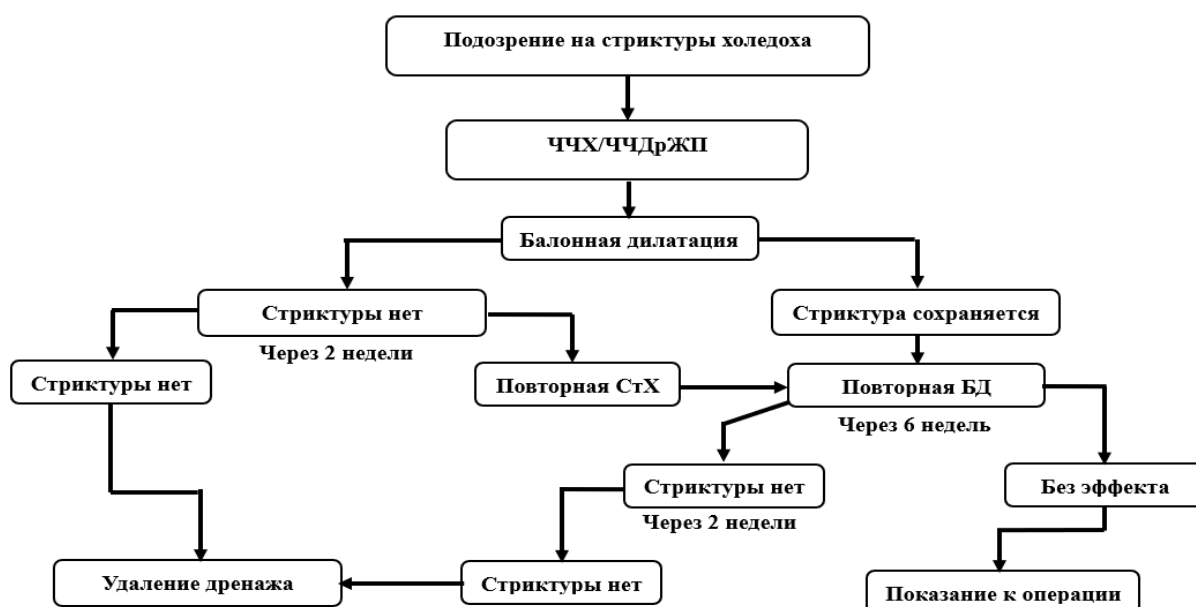 Подозрение на стриктуры холедоха
ЧЧХ/ЧЧДрЖП
Балонная дилатация
Стриктуры нет
Стриктура сохраняется
Через 2 недели
Стриктуры нет
Повторная СтХ
Повторная БД
Через 6 недель
Стриктуры нет
Без эффекта
Через 2 недели
Удаление дренажа
Стриктуры нет
Показание к операции